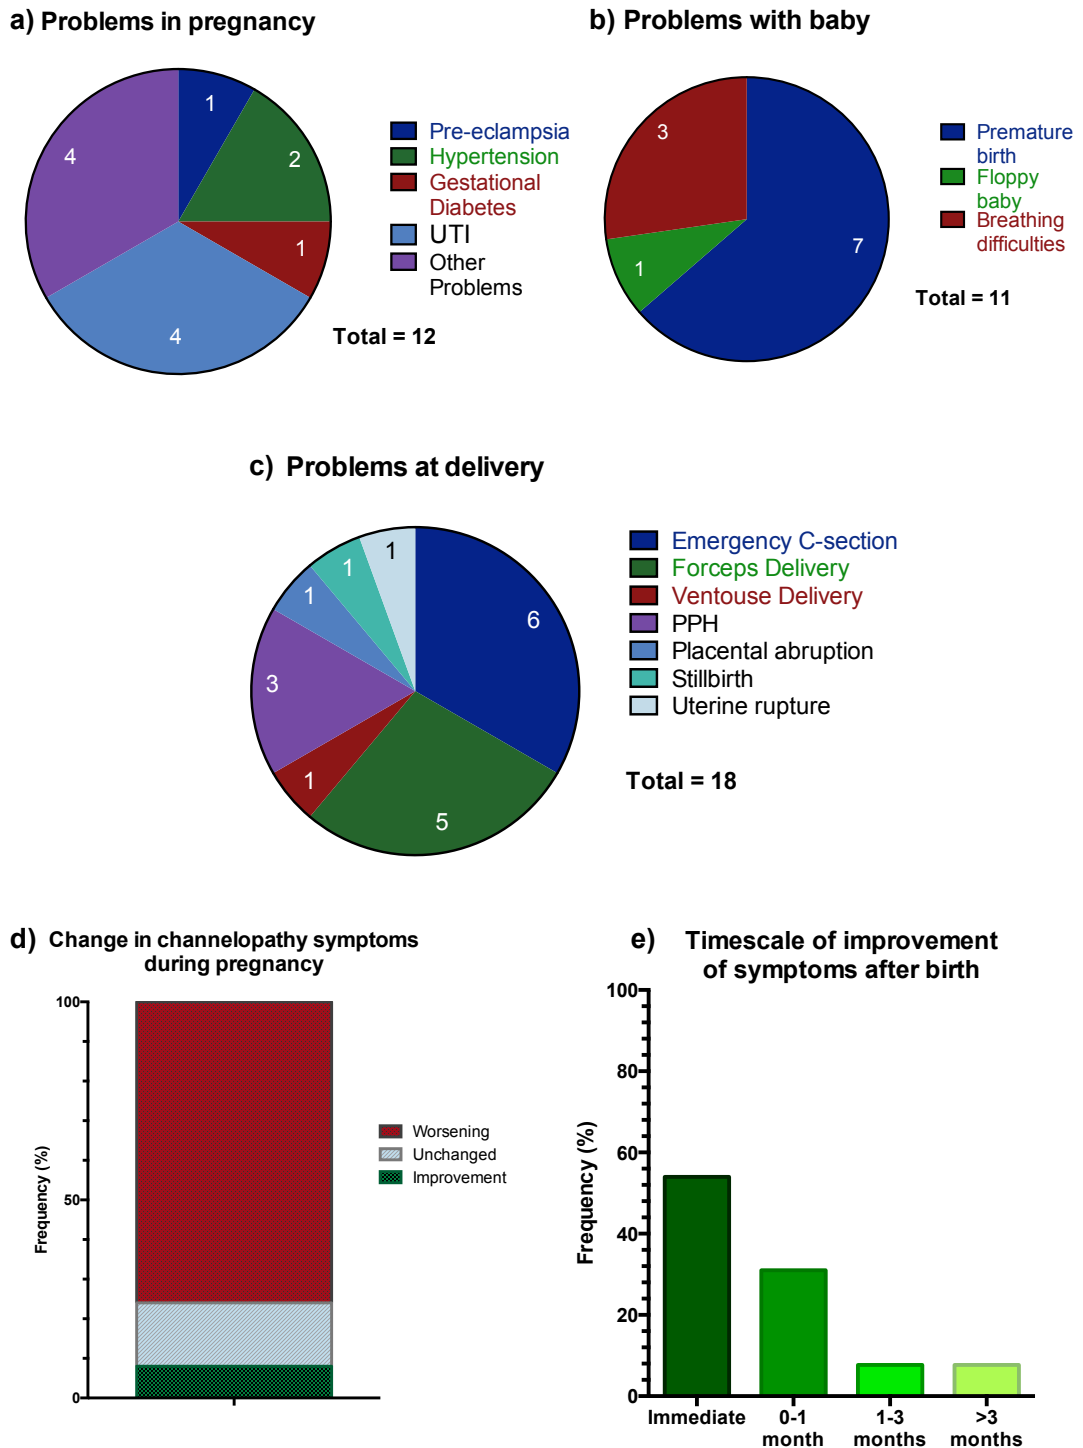 a) Problems in pregnancy
1
2
1
4
4
Pre-eclampsia
Hypertension
Gestational
Diabetes
UTI
Other
Problems
Total = 12
b) Problems with baby
3
7
1
Premature
birth
Floppy
baby
Breathing
difficulties
Total = 11
c) Problems at delivery
1
1
1
6
3
1
5
Emergency C-section
Forceps Delivery
Ventouse Delivery
PPH
Placental abruption
Stillbirth
Uterine rupture
Total = 18
d) Change in channelopathy symptoms
during pregnancy
100
50
0
Frequency (%)
Worsening
Unchanged
Improvement
e) Timescale of improvement
of symptoms after birth
100
80
60
40
20
0
Frequency (%)
Immediate
0-1
month
1-3
months
>3
months